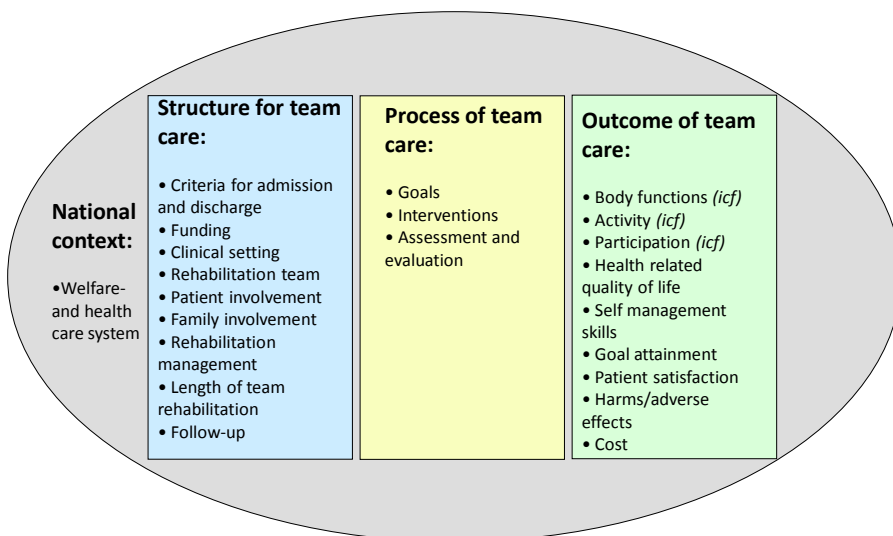 National
context:
•Welfare-
and health
care system
Structure for team
care:
• Criteria for admission
and discharge
• Funding
• Clinical setting
• Rehabilitation team
• Patient involvement
• Family involvement
• Rehabilitation
management
• Length of team
rehabilitation
• Follow-up
Process of team
care:
• Goals
• Interventions
• Assessment and
evaluation
Outcome of team
care:
• Body functions (icf)
• Activity (icf)
• Participation (icf)
• Health related
quality of life
• Self management
skills
• Goal attainment
• Patient satisfaction
• Harms/adverse
effects
• Cost